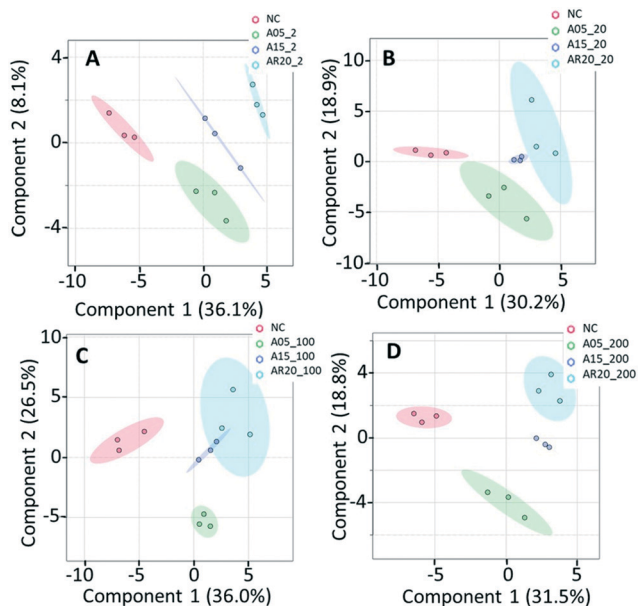 NC
A05_2
A15_2
AR20_2
A
4
0
-4
Component 2 (8.1%)
-10
-5
0
5
Component 1 (36.1%)
NC
A05_20
A15_20
AR20_20
B
10
5
0
-5
-10
Component 2 (18.9%)
-10
-5
0
5
Component 1 (30.2%)
NC
A05_100
A15_100
AR20_100
C
10
5
0
-5
Component 2 (26.5%)
-10
-5
0
5
Component 1 (36.0%)
NC
A05_200
A15_200
AR20_200
D
4
0
-4
Component 2 (18.8%)
-5
0
5
Component 1 (31.5%)